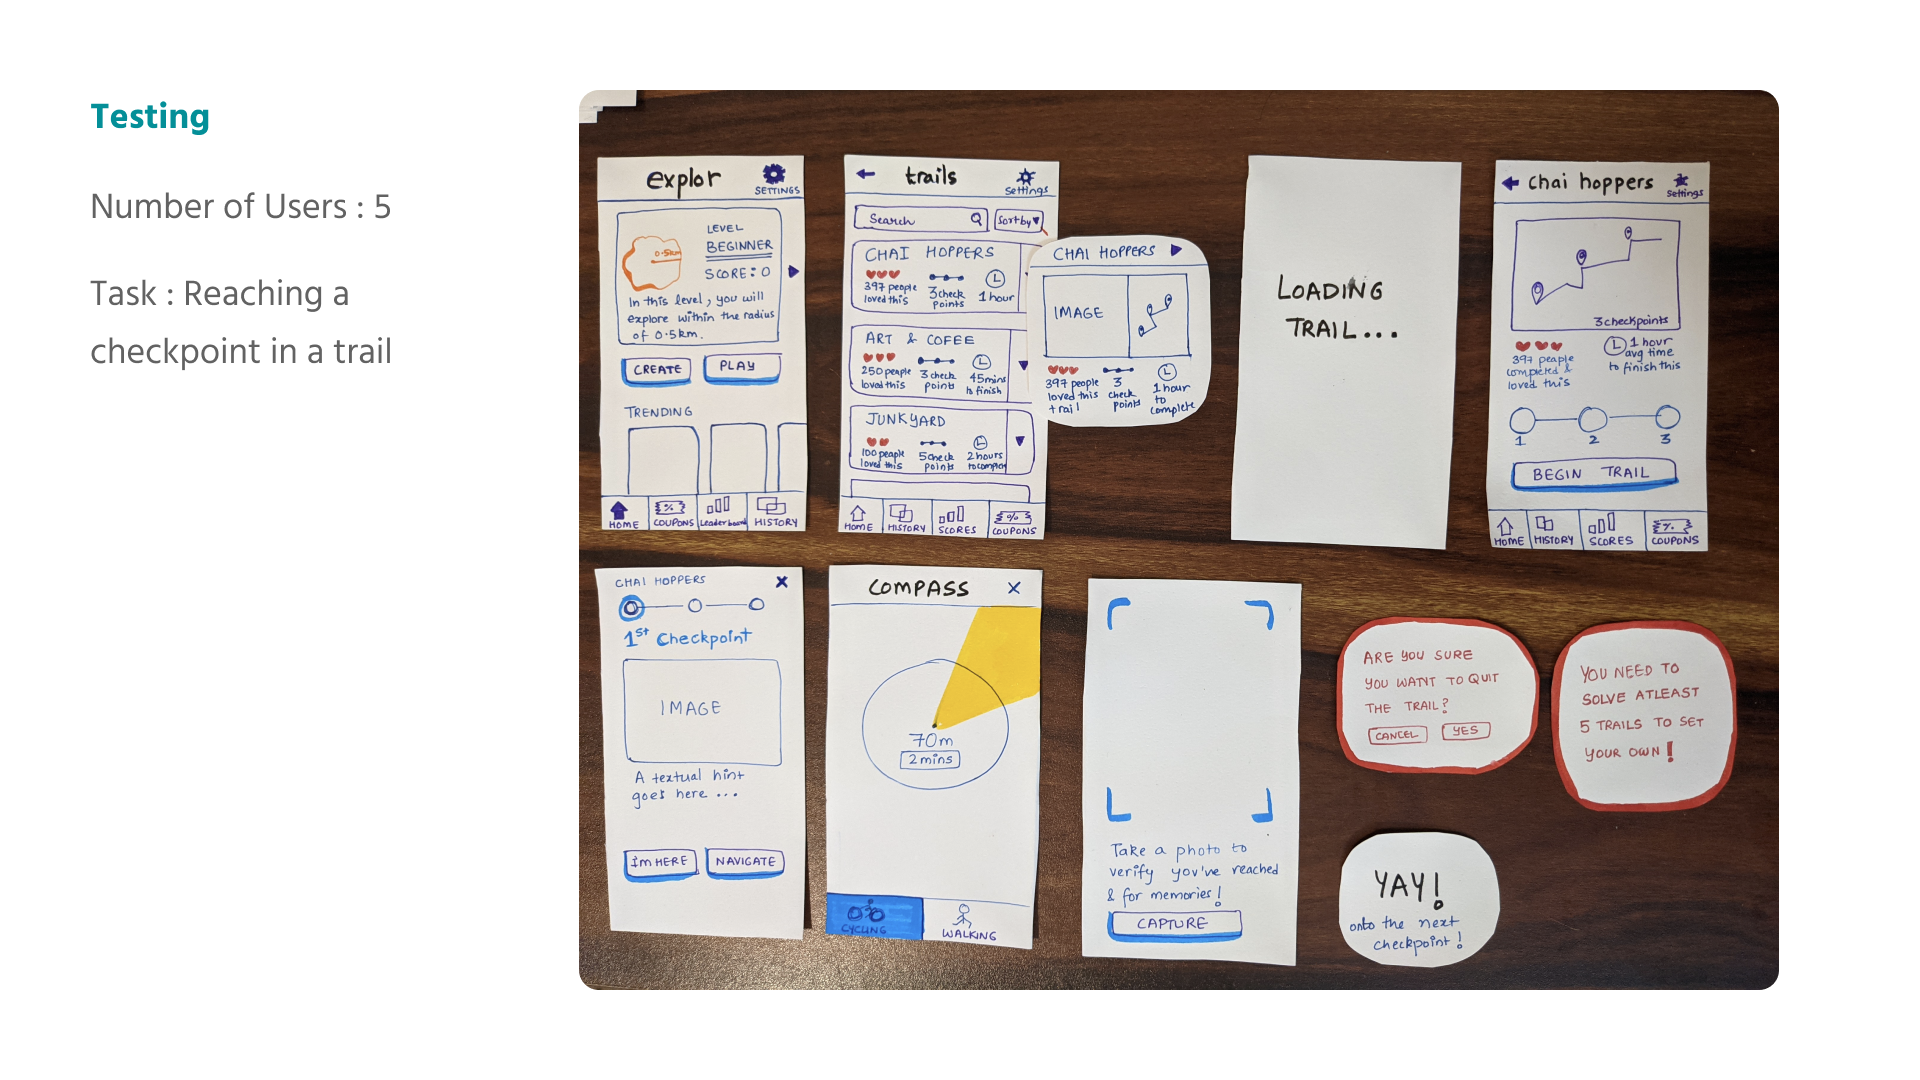 Testing
Number of Users : 5
Task : Reaching a
checkpoint in a trail
explor
SETTINGS
0.5km
LEVEL
BEGINNER
SCORE: 0
In this level, you will
explore within the radius
of 0.5km.
CREATE
PLAY
TRENDING
HOME
COUPONS
Leaderboard
HISTORY
trails
Settings
Search
Sort by
CHAI HOPPERS
397 people
loved this
3 check
points
1 hour
ART & COFEE
250 people
loved this
3 check
points
45 mins
to finish
JUNKYARD
100 people
loved this
5 check
points
2 hours
to complete
HOME
HISTORY
SCORES
COUPONS
CHAI HOPPERS
IMAGE
397 people
loved this
trail
3
check
points
1 hour
to
complete
LOADING
TRAIL...
chai hoppers
Settings
3 checkpoints
397 people
completed &
loved this
1 hour
avg time
to finish this
1
2
3
BEGIN TRAIL
HOME
HISTORY
SCORES
COUPONS
CHAI HOPPERS
X
1st Checkpoint
IMAGE
A textual hint
goes here ...
I'm HERE
NAVIGATE
COMPASS
X
70m
2 mins
CYCLING
WALKING
Take a photo to
verify you've reached
& for memories!
CAPTURE
ARE YOU SURE
YOU WANT TO QUIT
THE TRAIL?
CANCEL
YES
YOU NEED TO
SOLVE ATLEAST
5 TRAILS TO SET
YOUR OWN!
YAY!
onto the next
checkpoint!